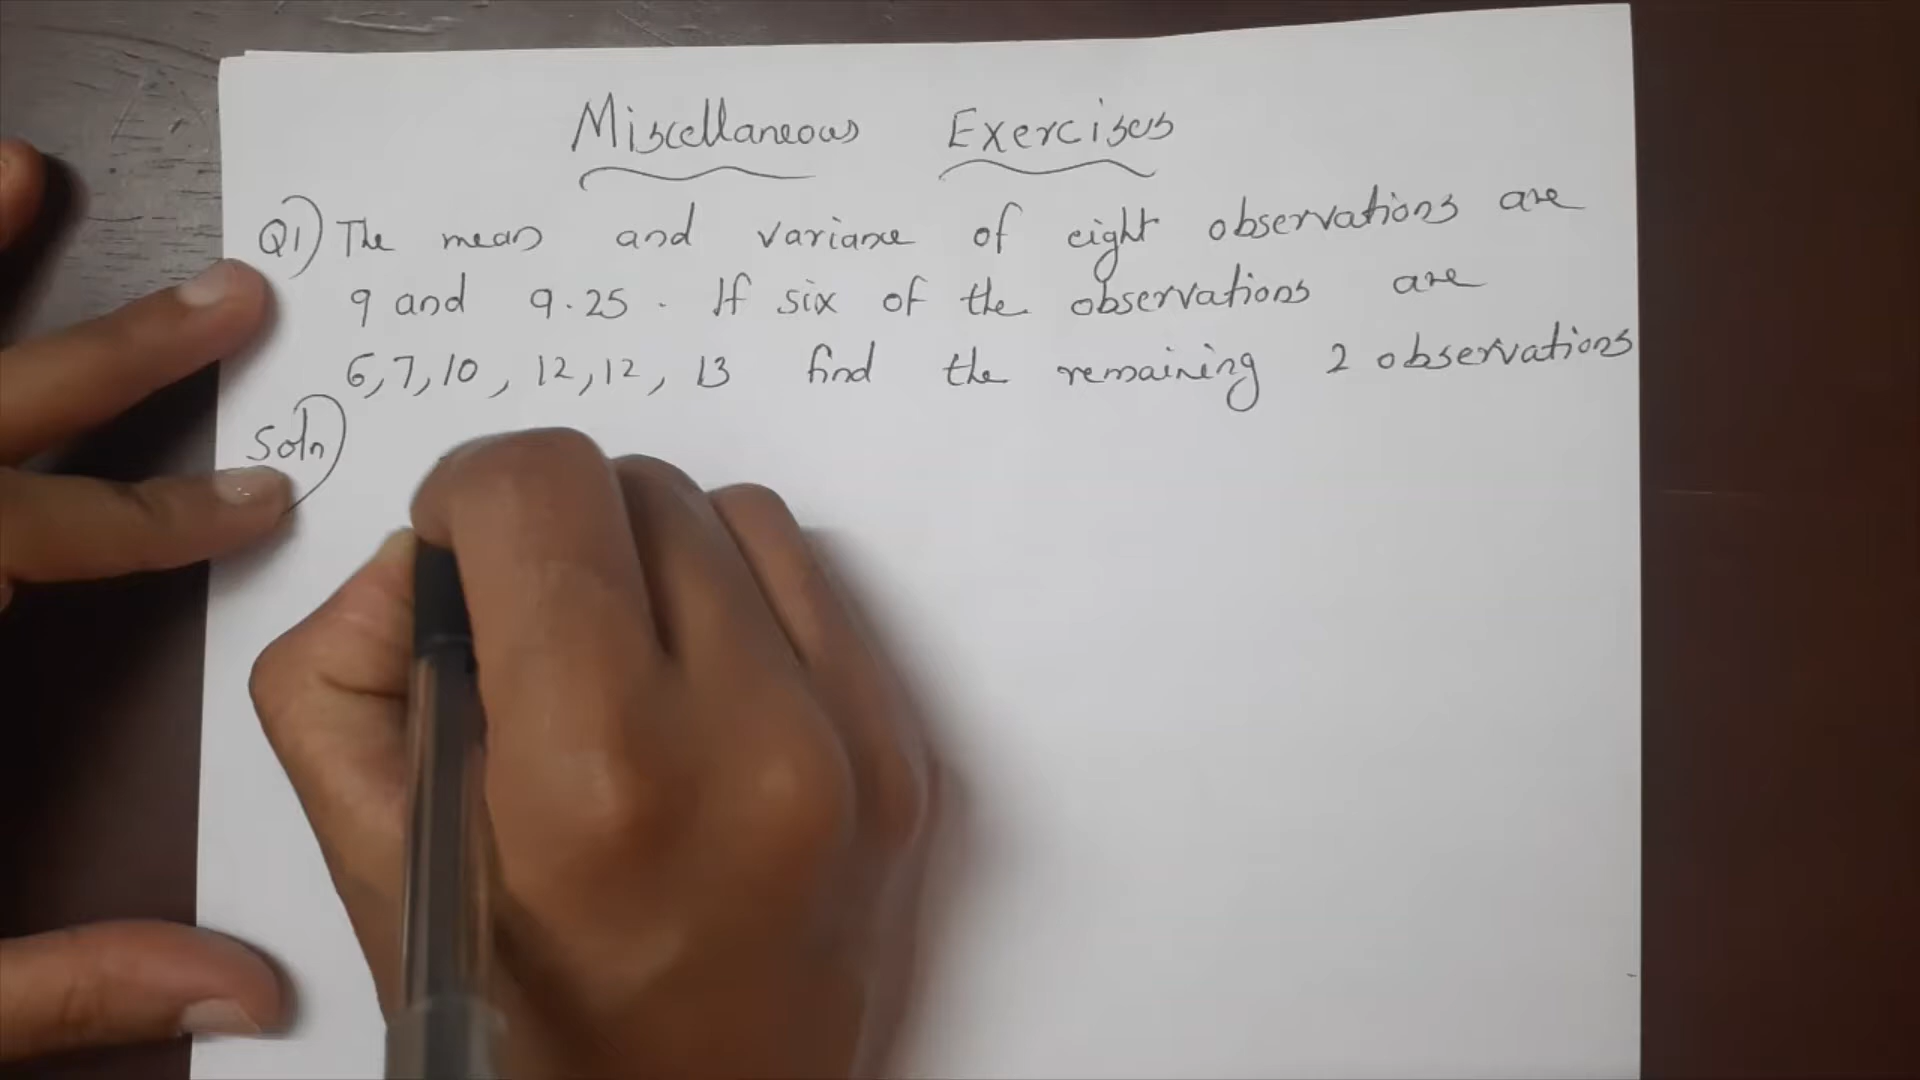 Miscellaneous Exercises
Q1) The mean and variance of eight observations are
9 and 9.25. If six of the observations are
6,7,10, 12,12, 13 find the remaining 2 observations
Soln)